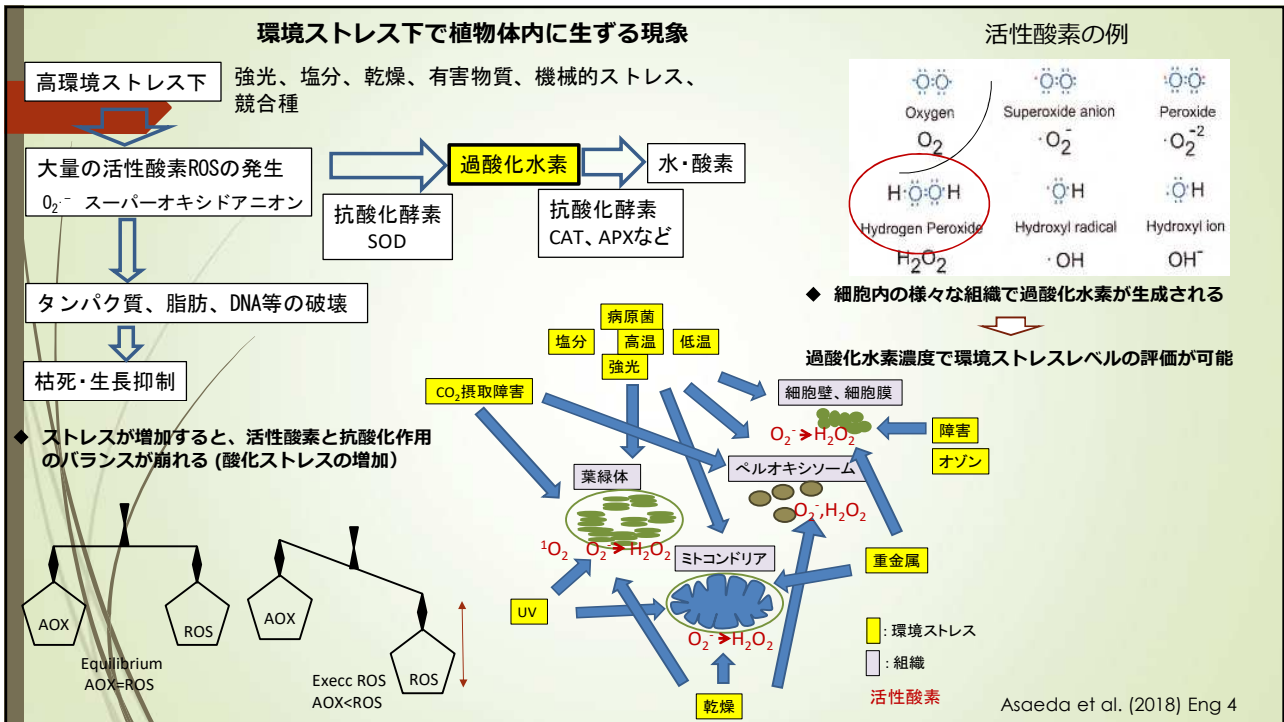 環境ストレス下で植物体内に生ずる現象
高環境ストレス下
強光、塩分、乾燥、有害物質、機械的ストレス、
競合種
大量の活性酸素ROSの発生
O₂·⁻ スーパーオキシドアニオン
過酸化水素
水・酸素
抗酸化酵素
SOD
抗酸化酵素
CAT、APXなど
タンパク質、脂肪、DNA等の破壊
枯死・生長抑制
◆ ストレスが増加すると、活性酸素と抗酸化作用
のバランスが崩れる (酸化ストレスの増加）
AOX
ROS
Equilibrium
AOX=ROS
AOX
ROS
Execc ROS
AOX<ROS
活性酸素の例
·Ö:Ö·
Oxygen
O₂
·Ö:Ö:
Superoxide anion
·O₂⁻
:Ö:Ö:
Peroxide
·O₂⁻²
H:Ö:Ö:H
Hydrogen Peroxide
H₂O₂
·Ö:H
Hydroxyl radical
·OH
:Ö:H
Hydroxyl ion
OH⁻
◆ 細胞内の様々な組織で過酸化水素が生成される
過酸化水素濃度で環境ストレスレベルの評価が可能
病原菌
塩分
高温
低温
強光
CO₂摂取障害
細胞壁、細胞膜
O₂⁻→H₂O₂
障害
オゾン
葉緑体
ペルオキシソーム
O₂⁻,H₂O₂
¹O₂ O₂⁻→H₂O₂
ミトコンドリア
重金属
UV
O₂⁻→H₂O₂
乾燥
:環境ストレス
:組織
活性酸素
Asaeda et al. (2018) Eng 4